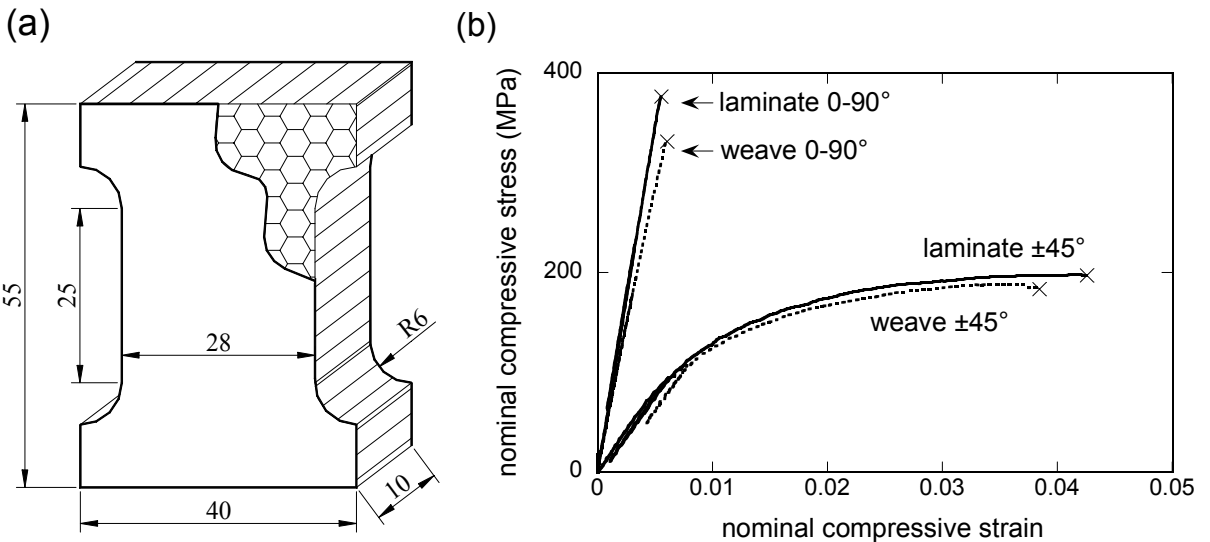 (a)
55
25
28
R6
10
40
(b)
nominal compressive stress (MPa)
400
200
0
laminate 0-90°
weave 0-90°
laminate ±45°
weave ±45°
0 0.01 0.02 0.03 0.04 0.05
nominal compressive strain